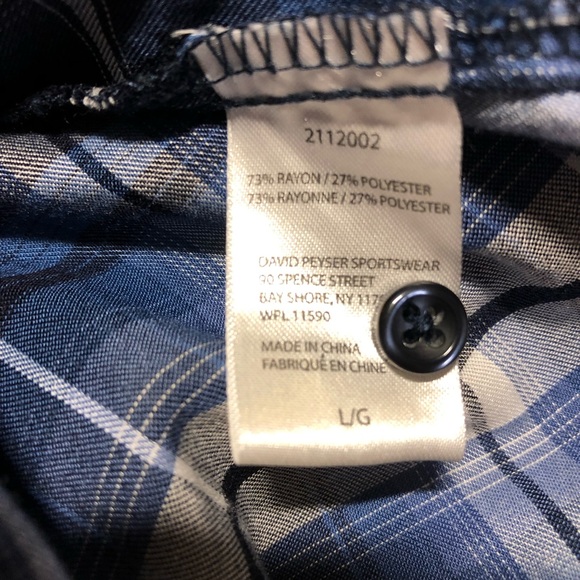 2112002
73% RAYON / 27% POLYESTER
73% RAYONNE / 27% POLYESTER
DAVID PEYSER SPORTSWEAR
90 SPENCE STREET
BAY SHORE, NY
WPL 11590
MADE IN CHINA
FABRIQUÉ EN CHINE
L/G